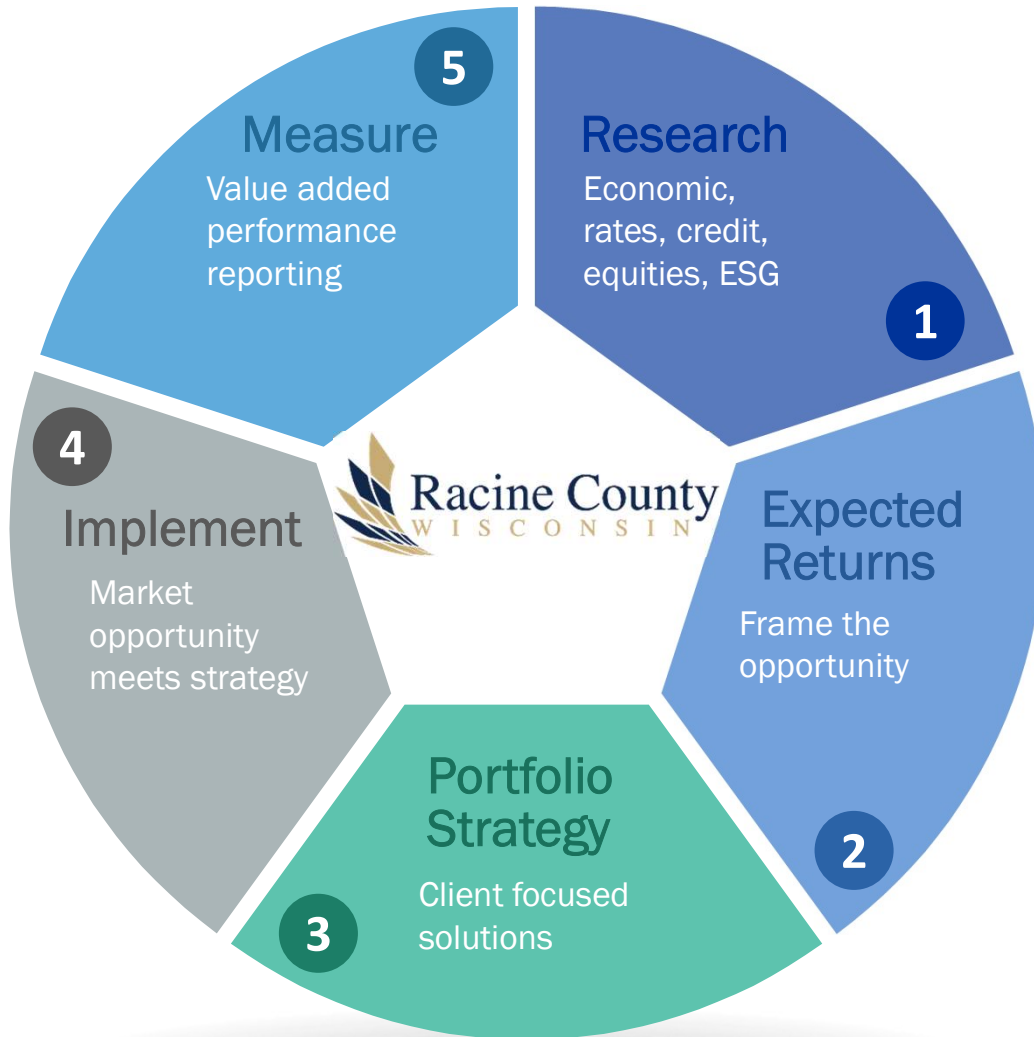 1
Research
Economic,
rates, credit,
equities, ESG
2
Expected
Returns
Frame the
opportunity
3
Portfolio
Strategy
Client focused
solutions
4
Implement
Market
opportunity
meets strategy
5
Measure
Value added
performance
reporting
Racine County
WISCONSIN